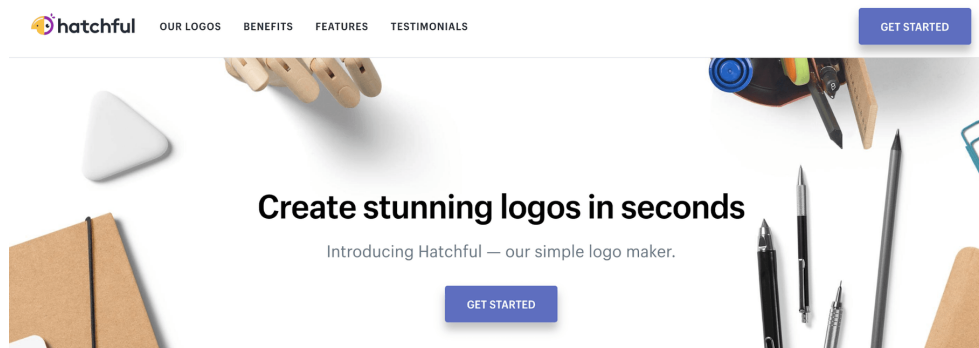 hatchful
OUR LOGOS BENEFITS FEATURES TESTIMONIALS
GET STARTED
Create stunning logos in seconds
Introducing Hatchful — our simple logo maker.
GET STARTED